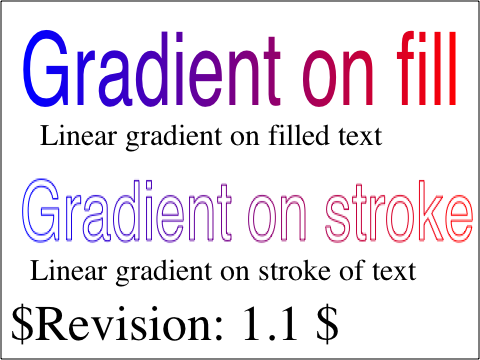 Gradient on fill
Linear gradient on filled text
Gradient on stroke
Linear gradient on stroke of text
$Revision: 1.1 $